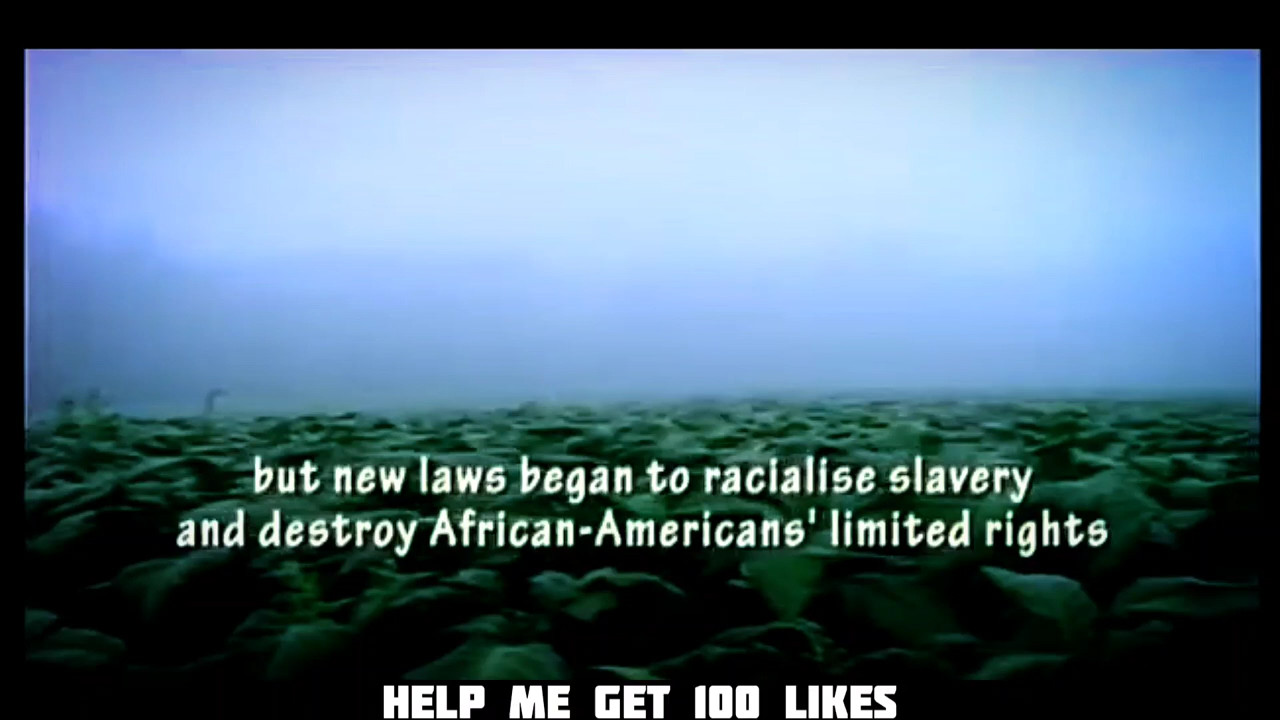 but new laws began to racialise slavery
and destroy African-Americans' limited rights
HELP ME GET 100 LIKES